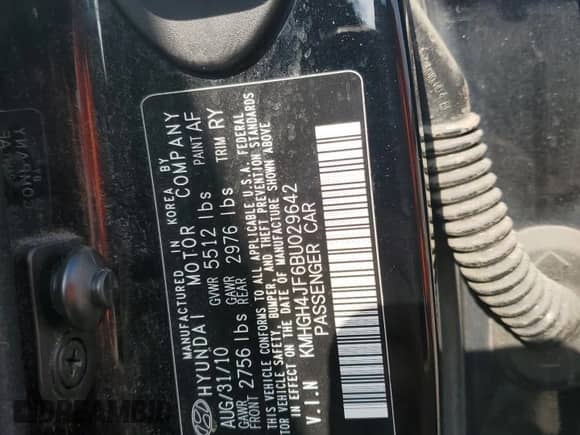 MANUFACTURED IN KOREA BY
HYUNDAI MOTOR COMPANY
AUG/31/10 GVWR 5512 lbs PAINT AF
GAWR FRONT 2756 lbs GAWR REAR 2976 lbs TRIM RY
THIS VEHICLE CONFORMS TO ALL APPLICABLE U.S.A. FEDERAL
VEHICLE SAFETY, BUMPER, AND THEFT PREVENTION STANDARDS
IN EFFECT ON THE DATE OF MANUFACTURE SHOWN ABOVE
V.I.N KMHGH4JF6BU029642
PASSENGER CAR
DREAMBID